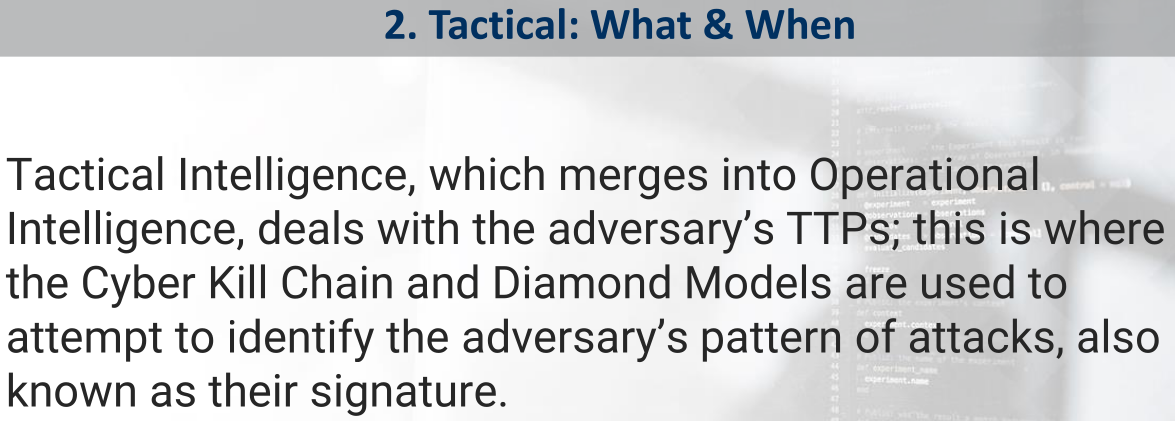 2. Tactical: What & When
Tactical Intelligence, which merges into Operational
Intelligence, deals with the adversary’s TTPs; this is where
the Cyber Kill Chain and Diamond Models are used to
attempt to identify the adversary’s pattern of attacks, also
known as their signature.